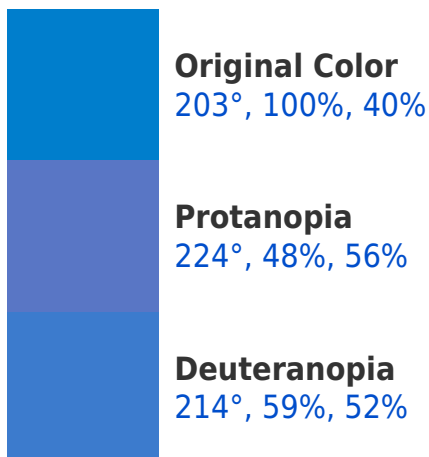 Original Color
203°, 100%, 40%
Protanopia
224°, 48%, 56%
Deuteranopia
214°, 59%, 52%